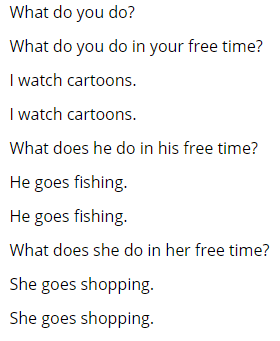 What do you do?
What do you do in your free time?
I watch cartoons.
I watch cartoons.
What does he do in his free time?
He goes fishing.
He goes fishing.
What does she do in her free time?
She goes shopping.
She goes shopping.